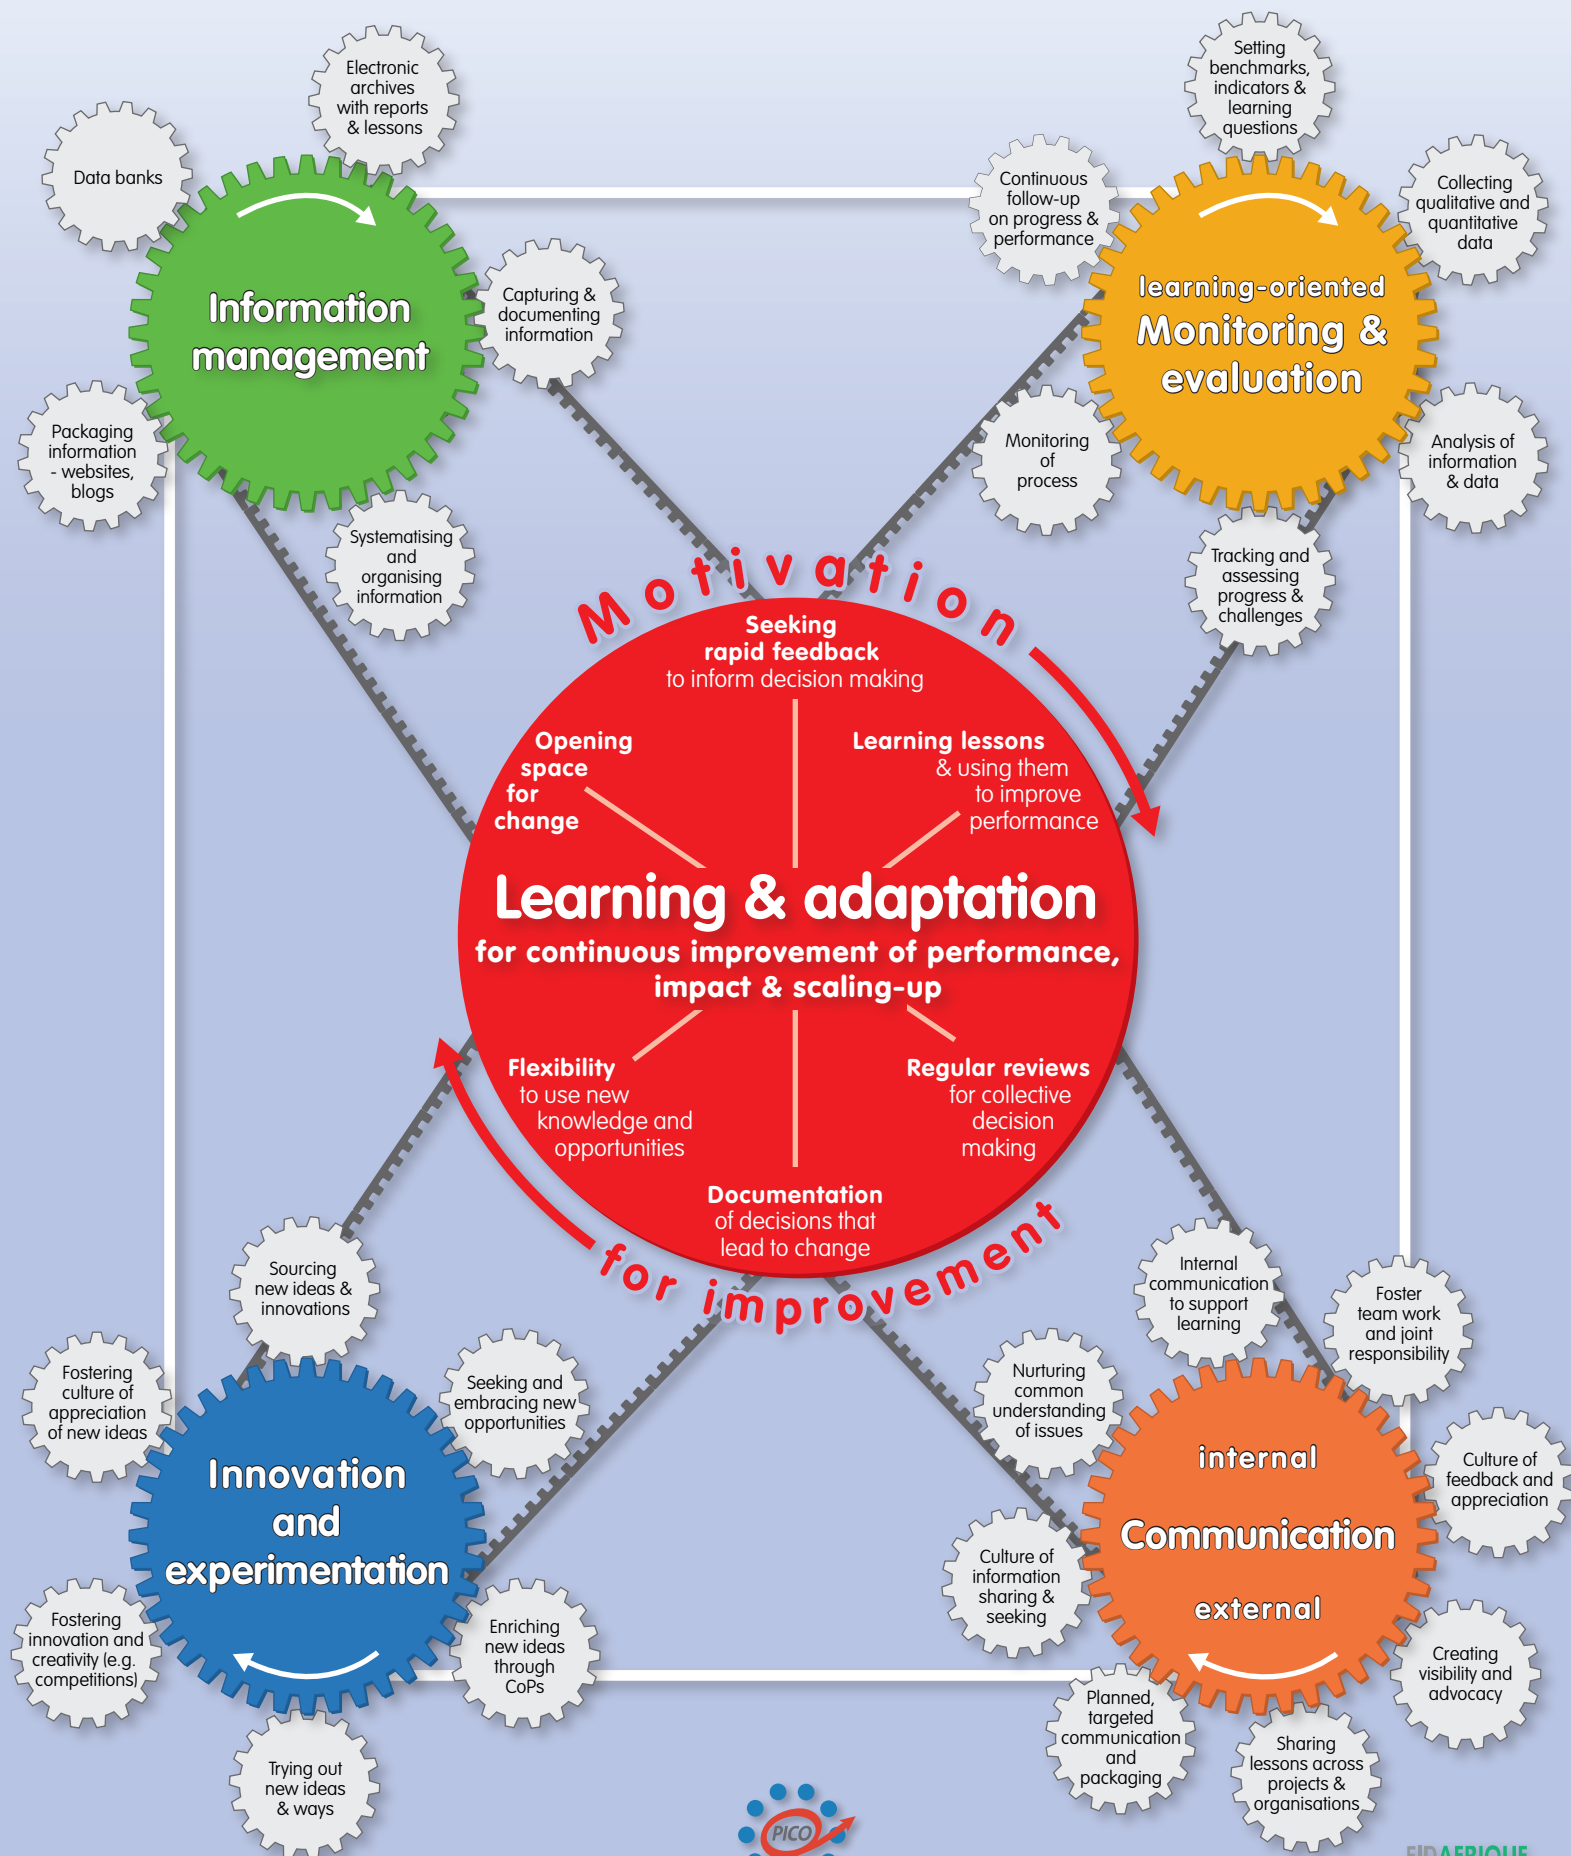 Electronic
archives
with reports
& lessons
Data banks
Information
management
Capturing &
documenting
information
Packaging
information
- websites,
blogs
Systematising
and
organising
information
Setting
benchmarks,
indicators &
learning
questions
Continuous
follow-up
on progress &
performance
Collecting
qualitative and
quantitative
data
learning-oriented
Monitoring &
evaluation
Monitoring
of
process
Analysis of
information
& data
Tracking and
assessing
progress &
challenges
Motivation
Seeking
rapid feedback
to inform decision making
Opening
space
for
change
Learning lessons
& using them
to improve
performance
Learning & adaptation
for continuous improvement of performance,
impact & scaling-up
Flexibility
to use new
knowledge and
opportunities
Regular reviews
for collective
decision
making
Documentation
of decisions that
lead to change
for improvement
Sourcing
new ideas &
innovations
Fostering
culture of
appreciation
of new ideas
Seeking and
embracing new
opportunities
Innovation
and
experimentation
Fostering
innovation and
creativity (e.g.
competitions)
Enriching
new ideas
through
CoPs
Trying out
new ideas
& ways
Internal
communication
to support
learning
Foster
team work
and joint
responsibility
Nurturing
common
understanding
of issues
Culture of
feedback and
appreciation
internal
Communication
external
Culture of
information
sharing &
seeking
Creating
visibility and
advocacy
Planned,
targeted
communication
and
packaging
Sharing
lessons across
projects &
organisations
PICO
FIDAFRIQUE